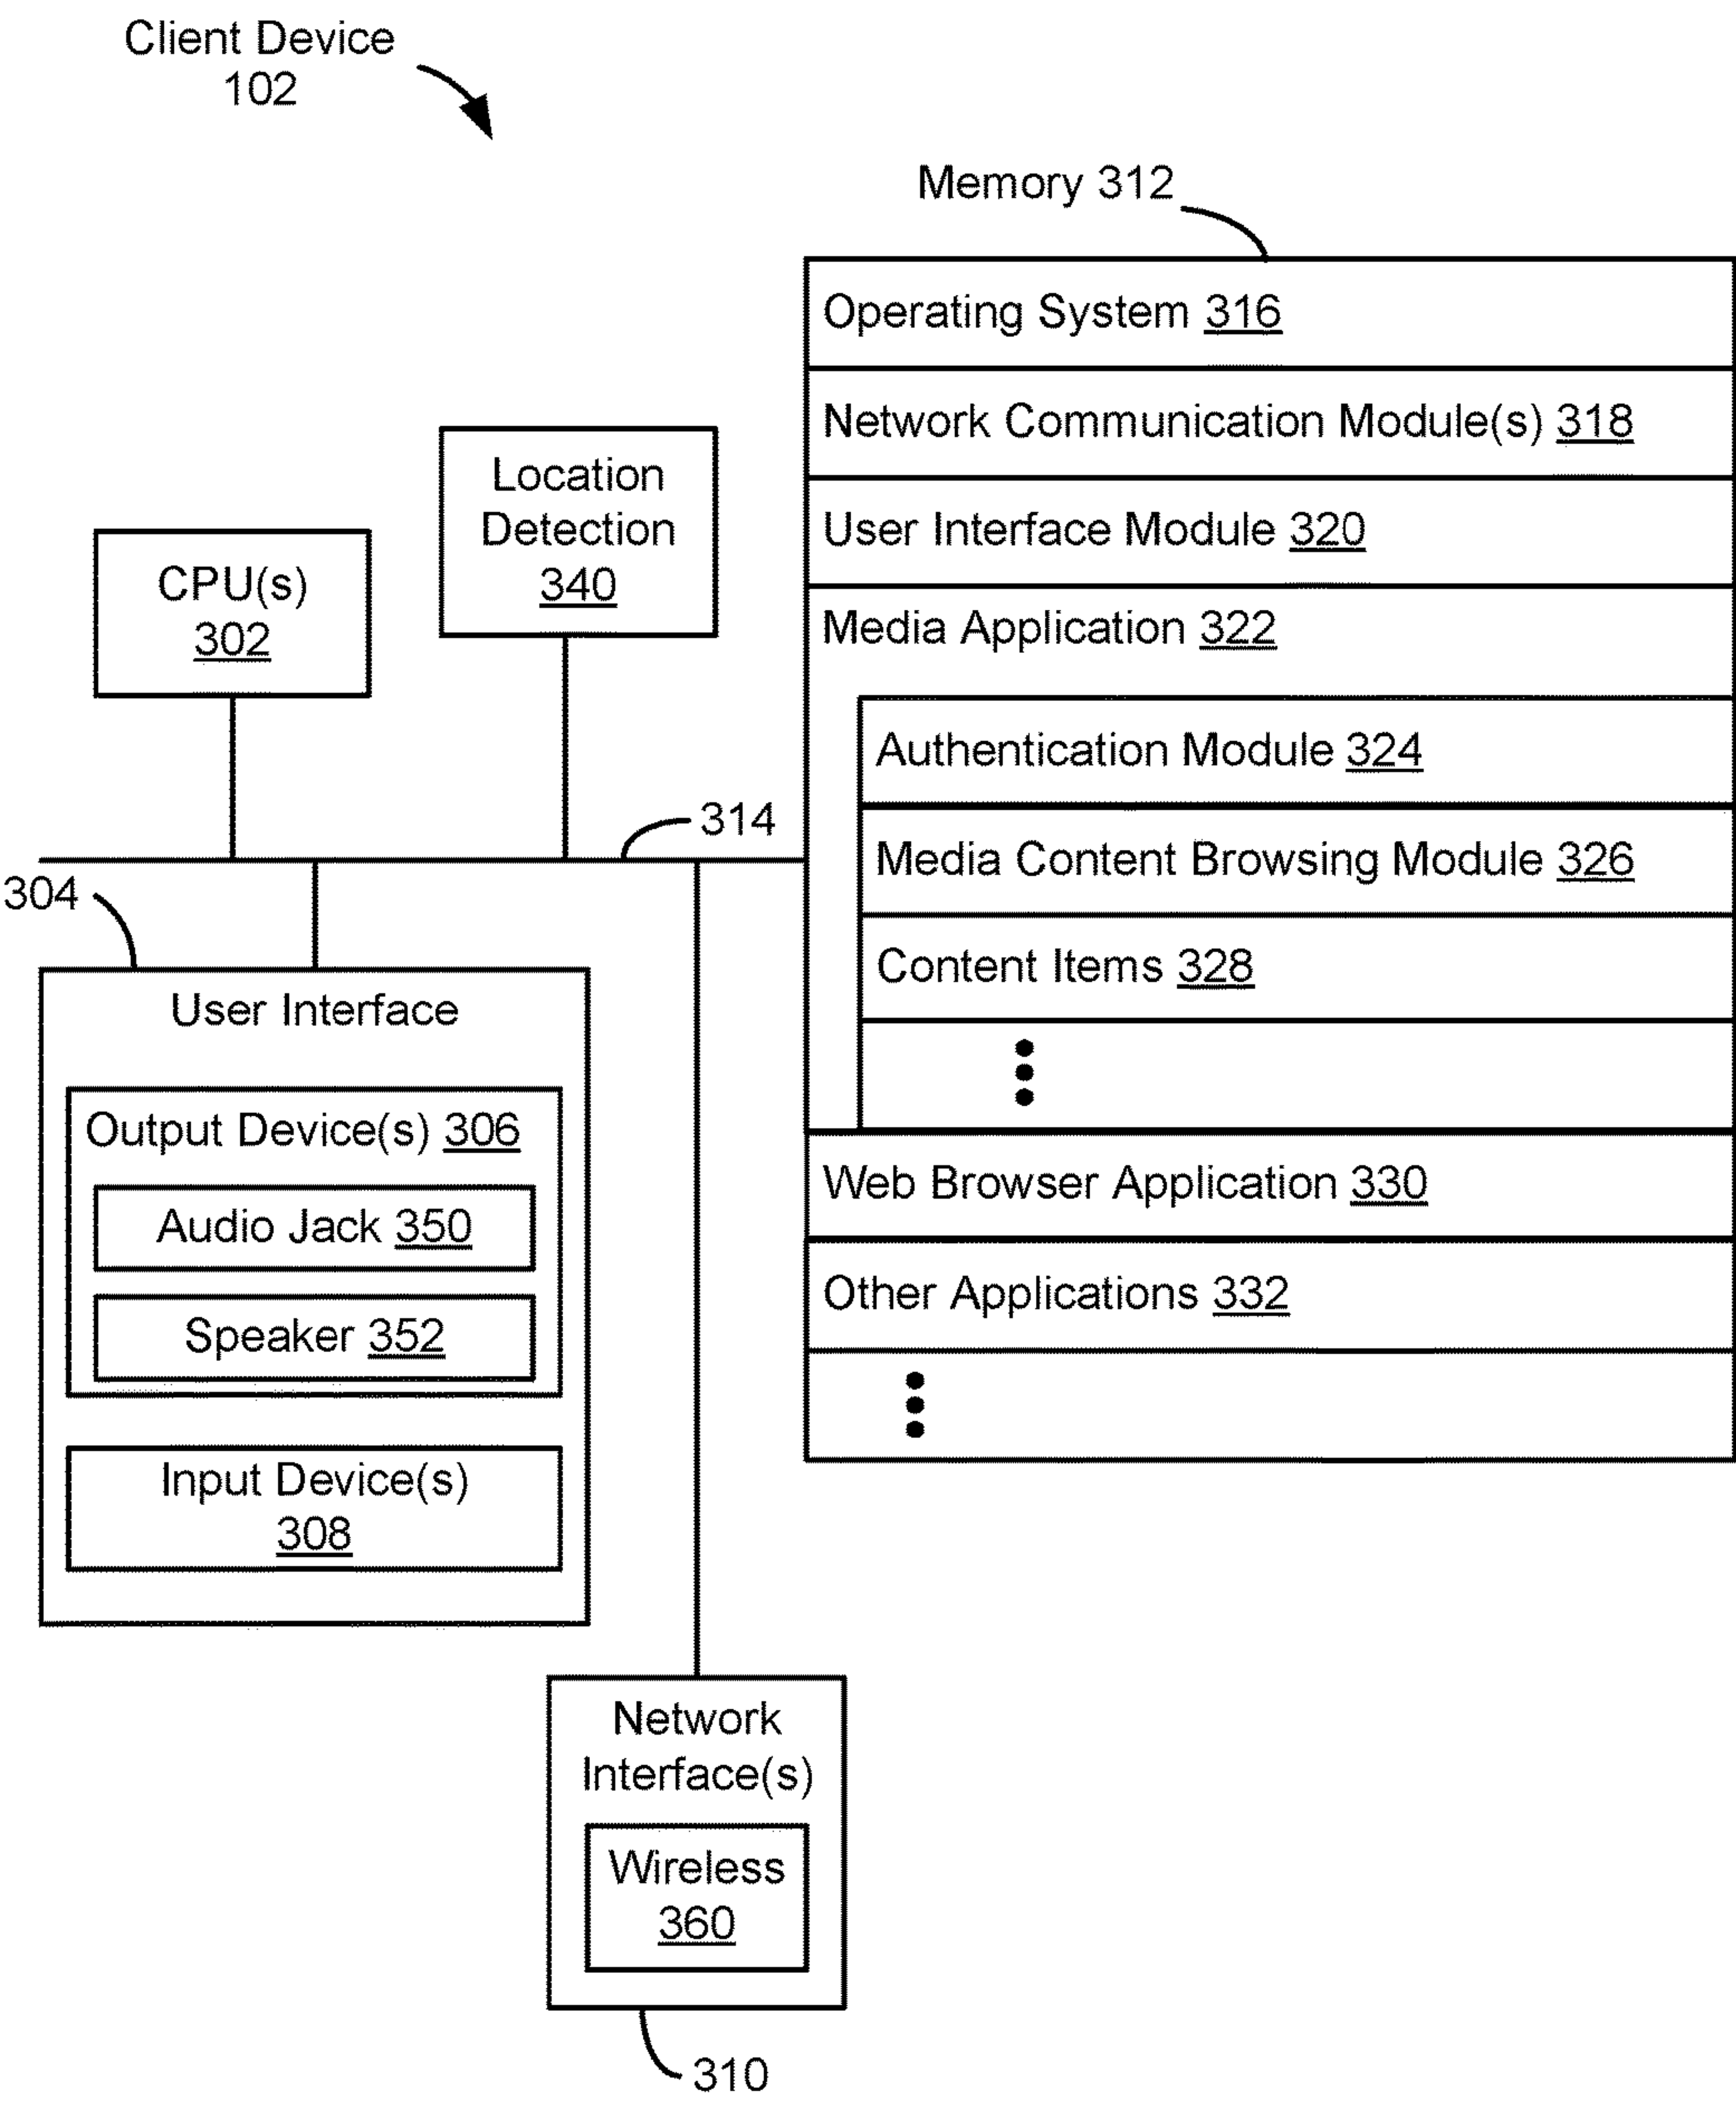 Client Device
102
Memory 312
Operating System 316
Network Communication Module(s) 318
User Interface Module 320
Media Application 322
Authentication Module 324
Media Content Browsing Module 326
Content Items 328
Web Browser Application 330
Other Applications 332
Location
Detection
340
CPU(s)
302
314
304
User Interface
Output Device(s) 306
Audio Jack 350
Speaker 352
Input Device(s)
308
Network
Interface(s)
Wireless
360
310